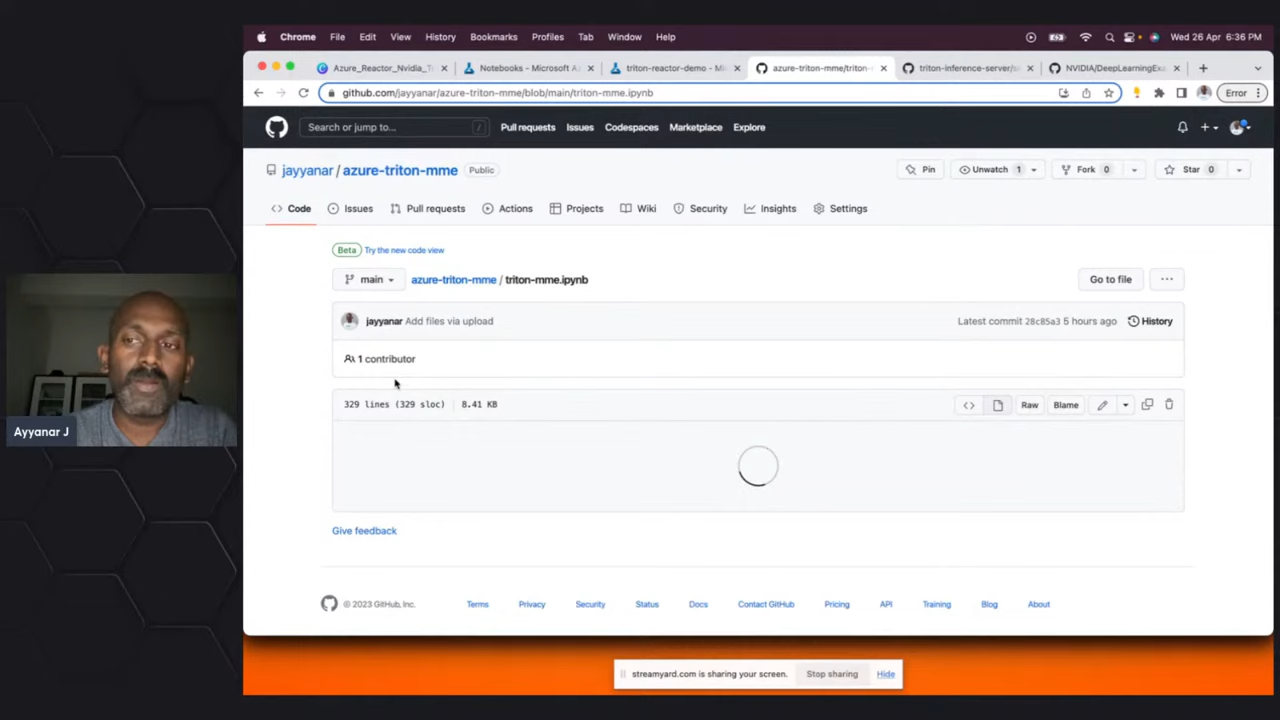 Chrome File Edit View History Bookmarks Profiles Tab Window Help Wed 26 Apr 6:36 PM
Azure_Reactor_Nvidia_T Notebooks - Microsoft A triton-reactor-demo - Mi azure-triton-mme/triton- triton-inference-server/s NVIDIA/DeepLearningExa
github.com/jayyanar/azure-triton-mme/blob/main/triton-mme.ipynb Error
Search or jump to... / Pull requests Issues Codespaces Marketplace Explore
jayyanar / azure-triton-mme Public Pin Unwatch 1 Fork 0 Star 0
Code Issues Pull requests Actions Projects Wiki Security Insights Settings
Beta Try the new code view
main azure-triton-mme / triton-mme.ipynb Go to file ...
jayyanar Add files via upload Latest commit 28c85a3 5 hours ago History
1 contributor
329 lines (329 sloc) 8.41 KB <> Raw Blame
Ayyanar J
Give feedback
© 2023 GitHub, Inc. Terms Privacy Security Status Docs Contact GitHub Pricing API Training Blog About
streamyard.com is sharing your screen. Stop sharing Hide